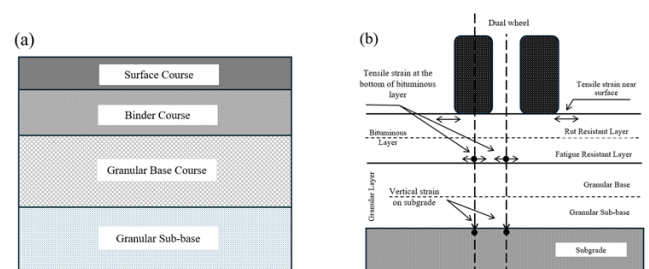 (a)
Surface Course
Binder Course
Granular Base Course
Granular Sub-base
(b)
Dual wheel
Tensile strain at the
bottom of bituminous
layer
Tensile strain near
surface
Bituminous
Layer
Rut Resistant Layer
Fatigue Resistant Layer
Granular Layer
Granular Base
Vertical strain
on subgrade
Granular Sub-base
Subgrade